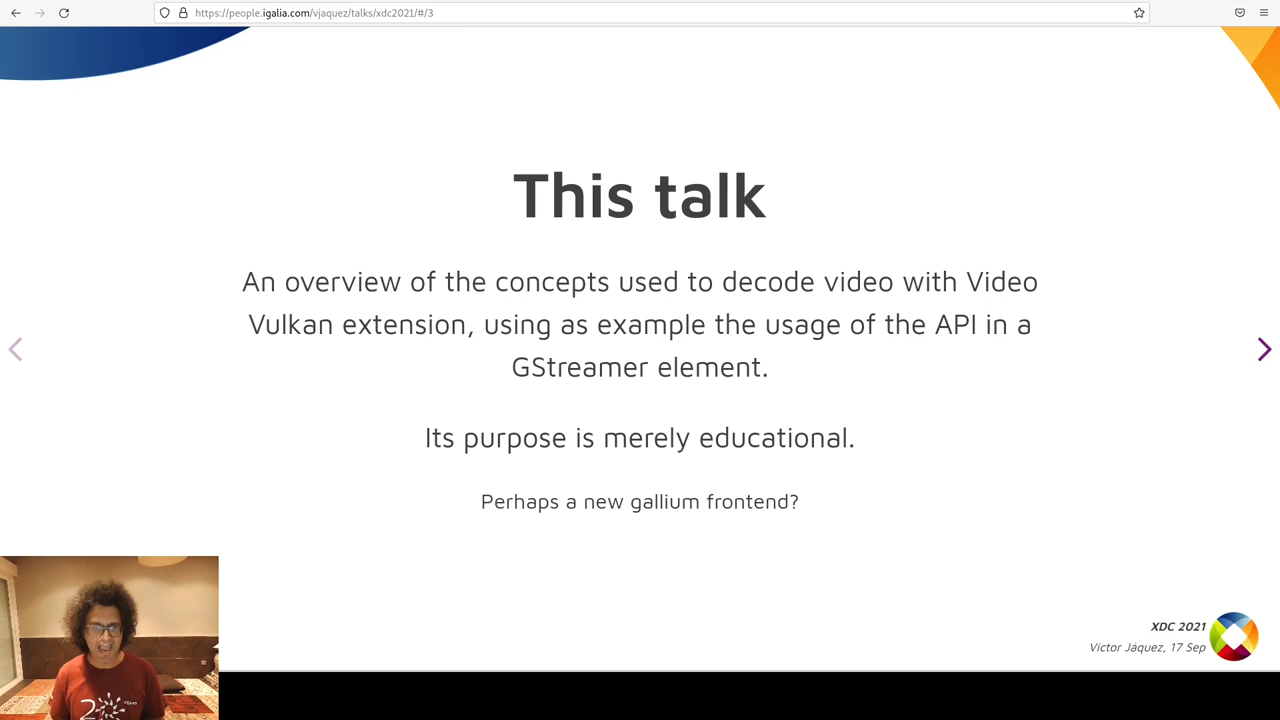 https://people.igalia.com/vjaquez/talks/xdc2021/#/3
This talk
An overview of the concepts used to decode video with Video
Vulkan extension, using as example the usage of the API in a
GStreamer element.
Its purpose is merely educational.
Perhaps a new gallium frontend?
XDC 2021
Víctor Jáquez, 17 Sep
20 YEARS